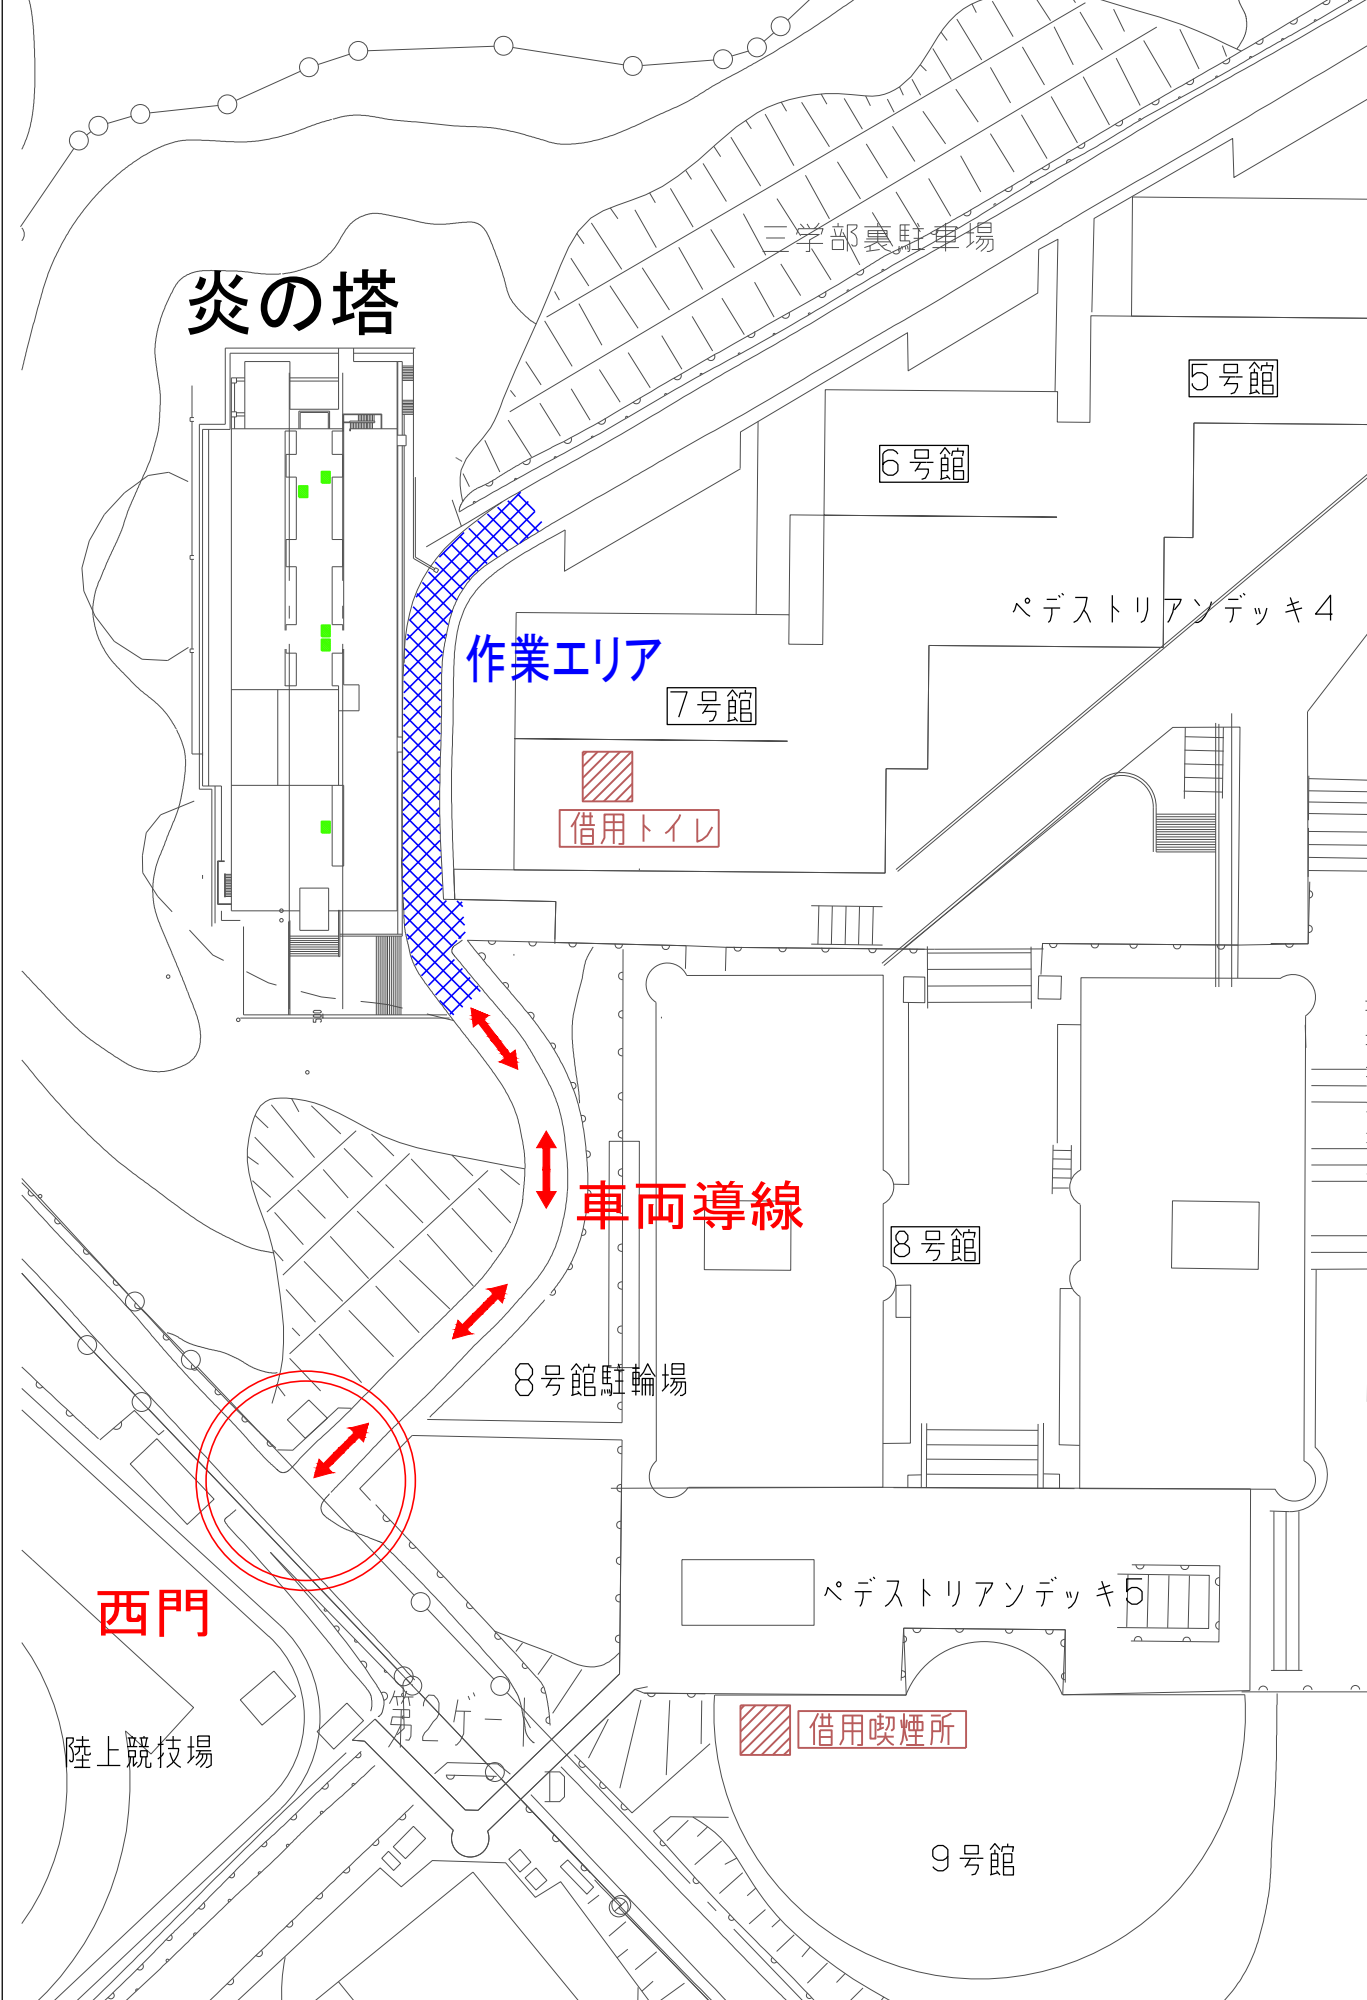 三学部裏駐車場
炎の塔
5号館
6号館
ペデストリアンデッキ4
作業エリア
7号館
借用トイレ
500
車両導線
8号館
8号館駐輪場
西門
ペデストリアンデッキ5
第2ゲート
借用喫煙所
陸上競技場
9号館